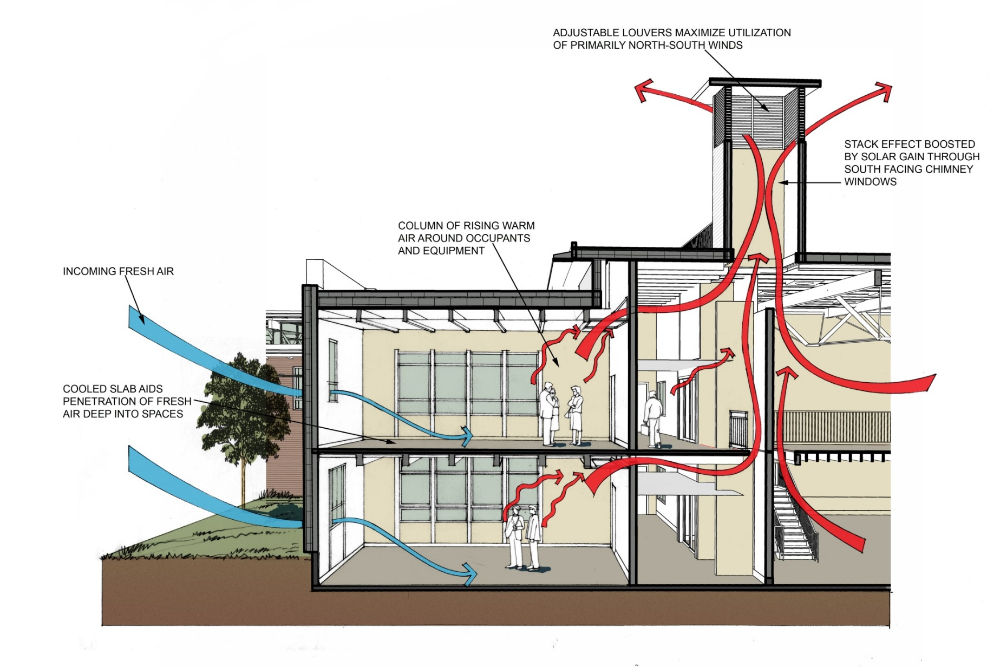 ADJUSTABLE LOUVERS MAXIMIZE UTILIZATION
OF PRIMARILY NORTH-SOUTH WINDS
STACK EFFECT BOOSTED
BY SOLAR GAIN THROUGH
SOUTH FACING CHIMNEY
WINDOWS
COLUMN OF RISING WARM
AIR AROUND OCCUPANTS
AND EQUIPMENT
INCOMING FRESH AIR
COOLED SLAB AIDS
PENETRATION OF FRESH
AIR DEEP INTO SPACES